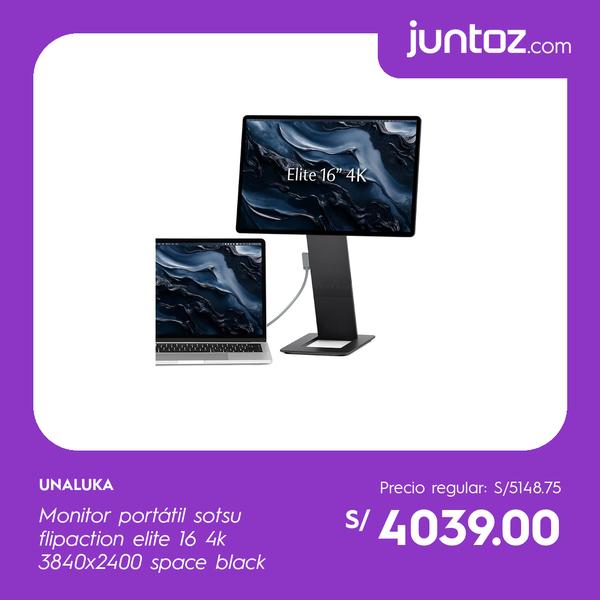 juntoz.com
Elite 16” 4K
UNALUKA
Monitor portátil sotsu
flipaction elite 16 4k
3840x2400 space black
Precio regular: S/5148.75
S/ 4039.00